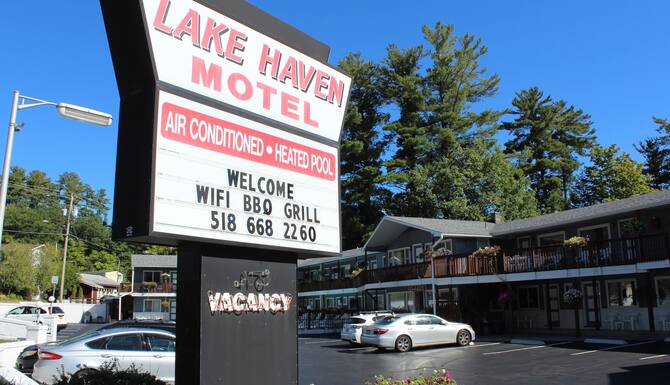 LAKE HAVEN
MOTEL
AIR CONDITIONED • HEATED POOL
WELCOME
WIFI BBQ GRILL
518 668 2260
VACANCY